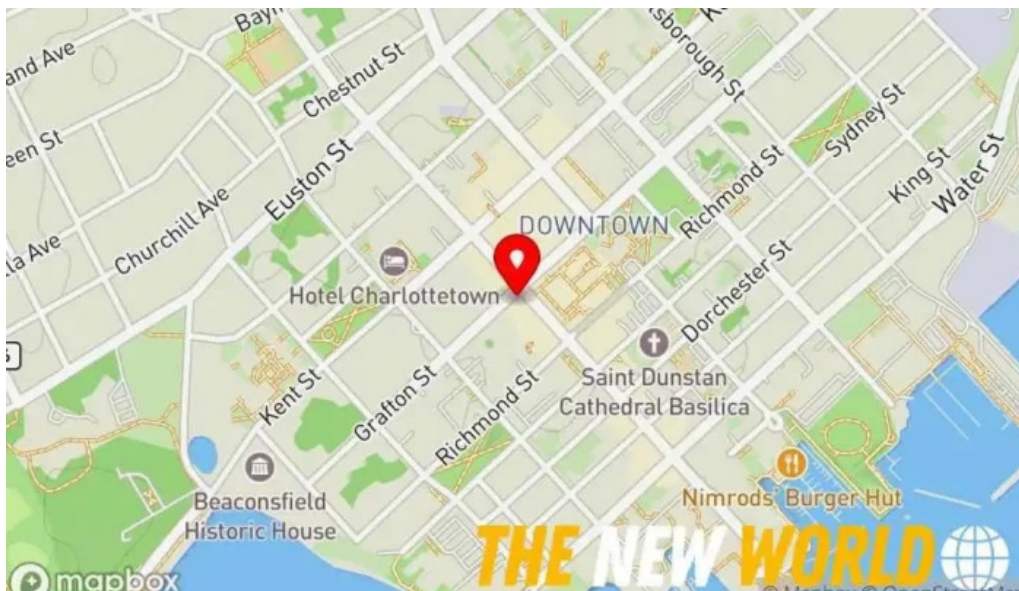 Bay
Chestnut St
Euston St
Churchill Ave
and Ave
een St
la Ave
sborough St
Sydney St
King St
Water St
Richmond St
Dorchester St
DOWNTOWN
Hotel Charlottetown
Saint Dunstan
Cathedral Basilica
Kent St
Grafton St
Richmond St
Beaconsfield
Historic House
Nimrods' Burger Hut
THE NEW WORLD
mapbox